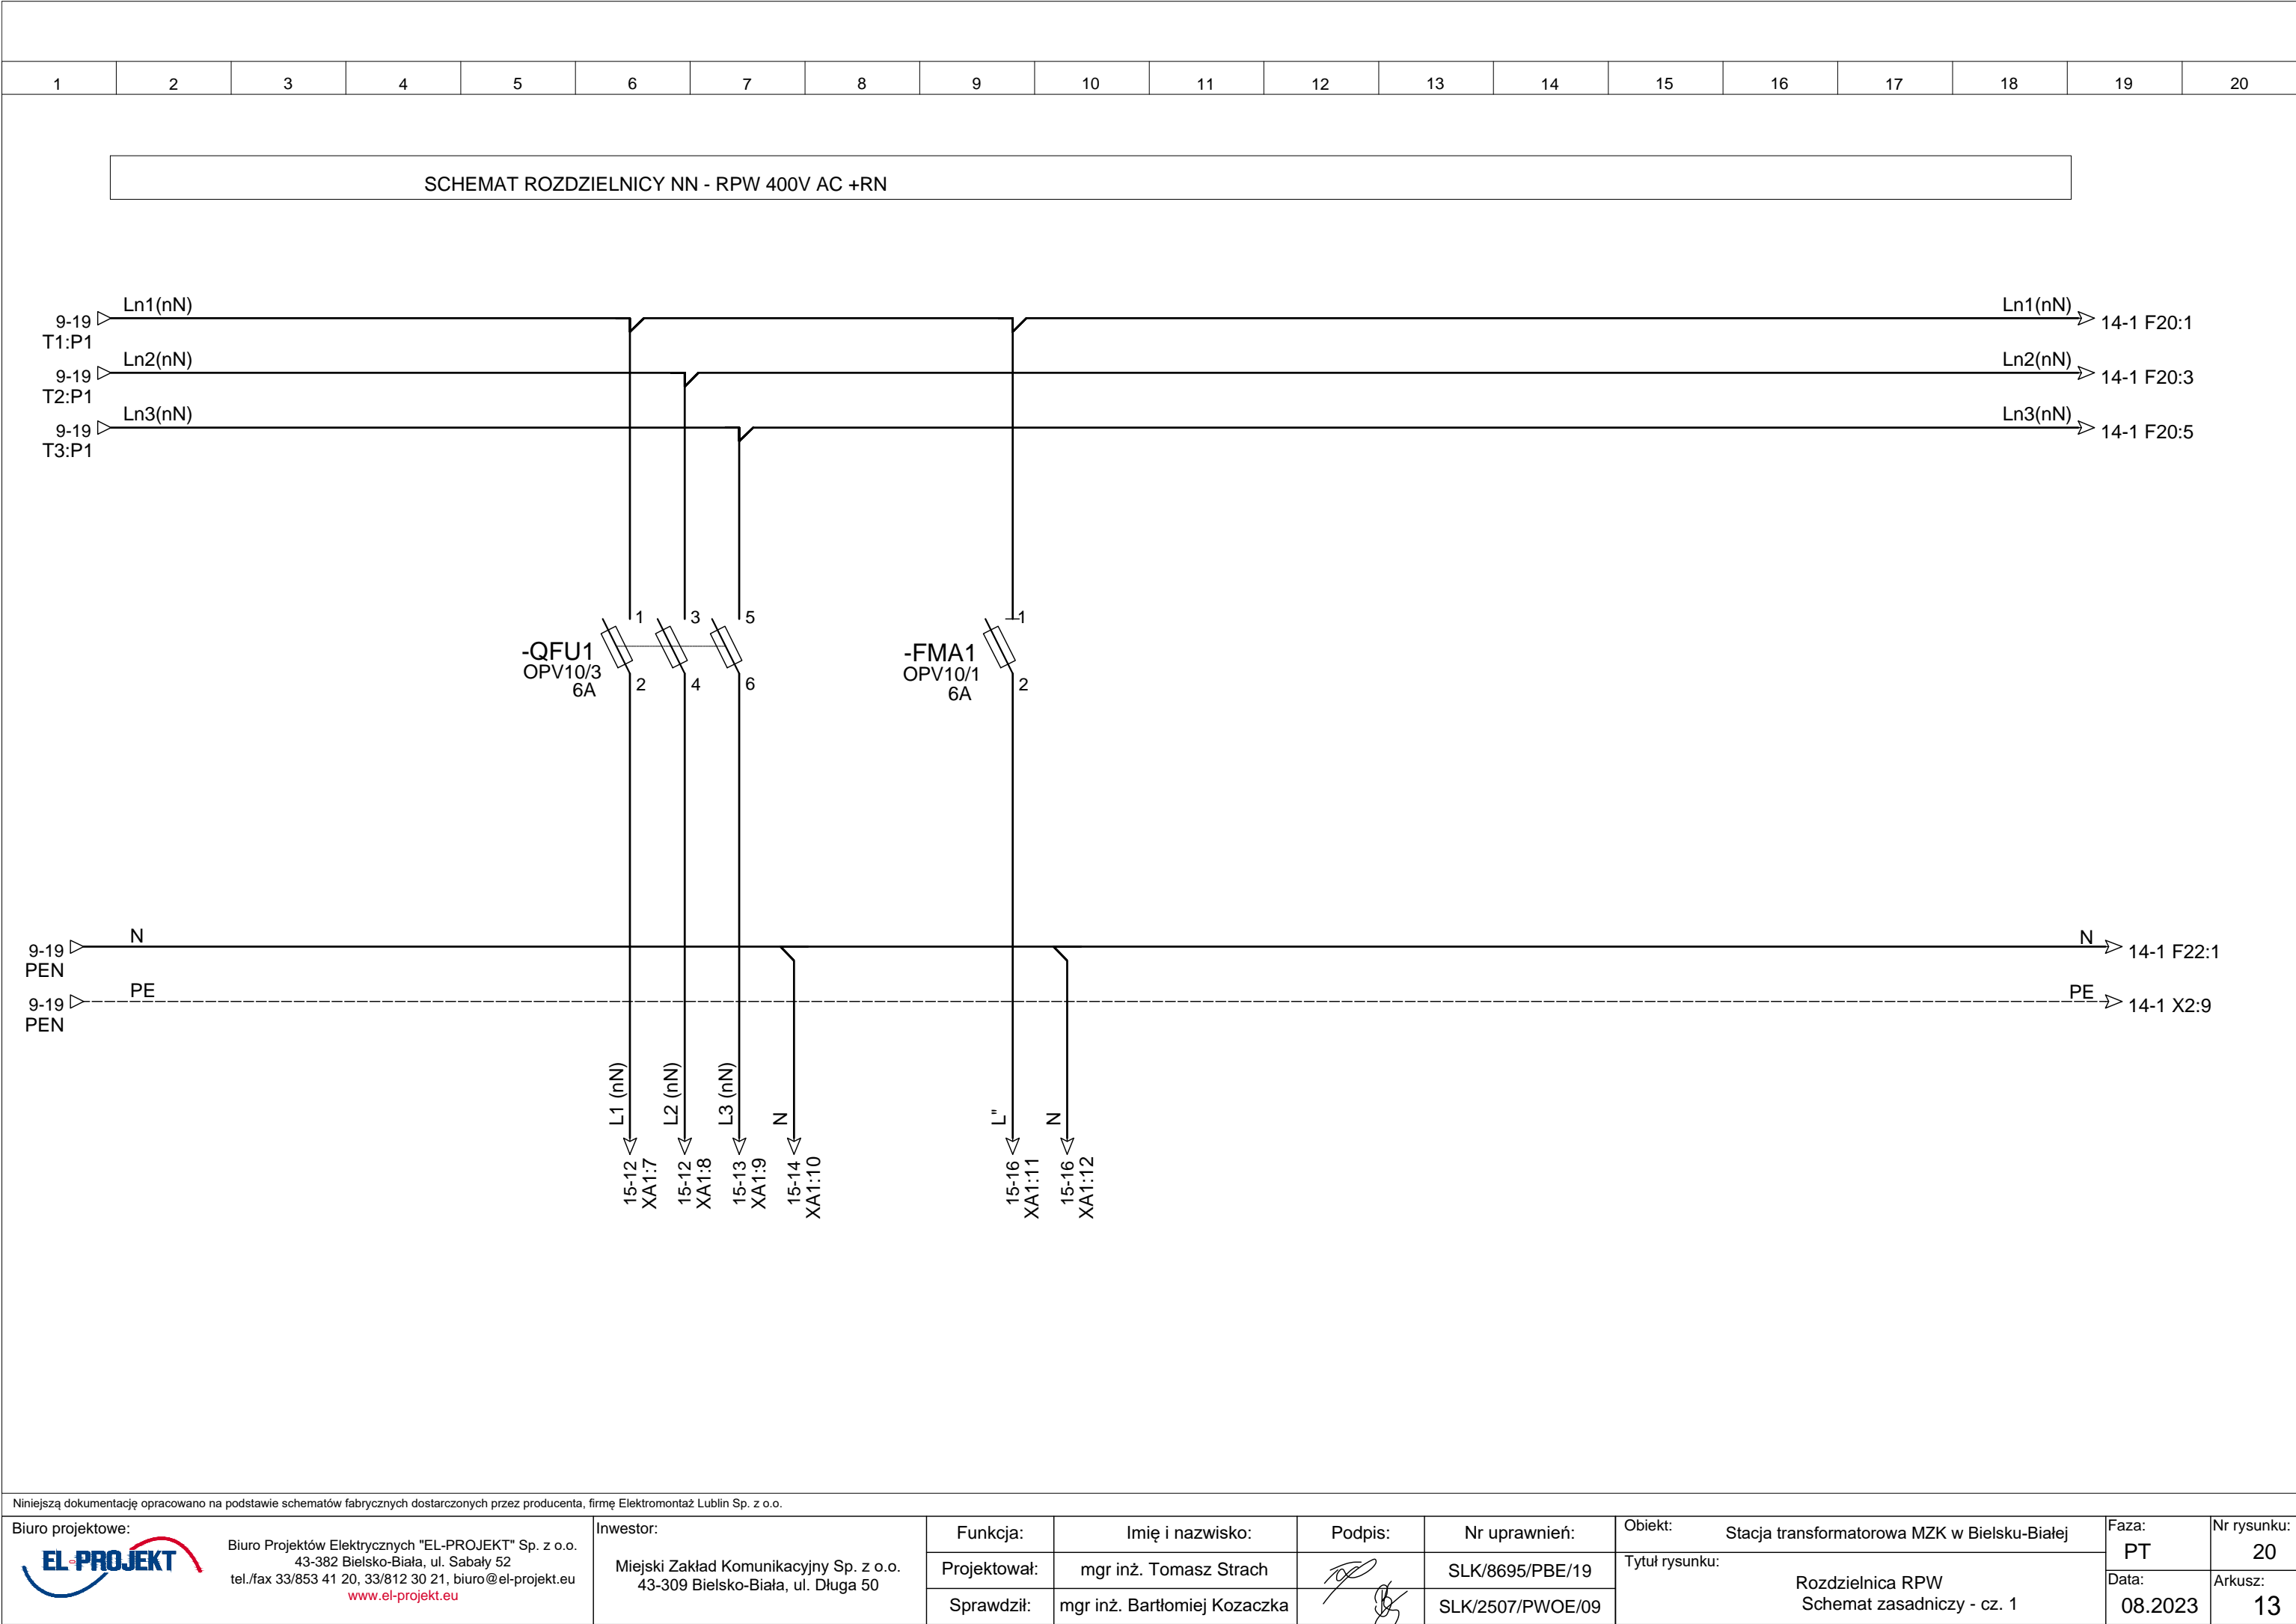 1 2 3 4 5 6 7 8 9 10 11 12 13 14 15 16 17 18 19 20
SCHEMAT ROZDZIELNICY NN - RPW 400V AC +RN
Ln1(nN) Ln1(nN)
9-19 14-1 F20:1
T1:P1
Ln2(nN) Ln2(nN)
9-19 14-1 F20:3
T2:P1
Ln3(nN) Ln3(nN)
9-19 14-1 F20:5
T3:P1
1 3 5 1
-QFU1 -FMA1
OPV10/3 OPV10/1
6A 2 4 6 6A 2
N N
9-19 14-1 F22:1
PEN
PE PE
9-19 14-1 X2:9
PEN
L1 (nN) L2 (nN) L3 (nN) N L" N
15-12 15-12 15-13 15-14 15-16 15-16
XA1:7 XA1:8 XA1:9 XA1:10 XA1:11 XA1:12
Niniejszą dokumentację opracowano na podstawie schematów fabrycznych dostarczonych przez producenta, firmę Elektromontaż Lublin Sp. z o.o.
Biuro projektowe:
EL-PROJEKT
Biuro Projektów Elektrycznych "EL-PROJEKT" Sp. z o.o.
43-382 Bielsko-Biała, ul. Sabały 52
tel./fax 33/853 41 20, 33/812 30 21, biuro@el-projekt.eu
www.el-projekt.eu
Inwestor:
Miejski Zakład Komunikacyjny Sp. z o.o.
43-309 Bielsko-Biała, ul. Długa 50
Funkcja: Imię i nazwisko: Podpis: Nr uprawnień:
Projektował: mgr inż. Tomasz Strach SLK/8695/PBE/19
Sprawdził: mgr inż. Bartłomiej Kozaczka SLK/2507/PWOE/09
Obiekt: Stacja transformatorowa MZK w Bielsku-Białej
Tytuł rysunku:
Rozdzielnica RPW
Schemat zasadniczy - cz. 1
Faza:
PT
Data:
08.2023
Nr rysunku:
20
Arkusz:
13